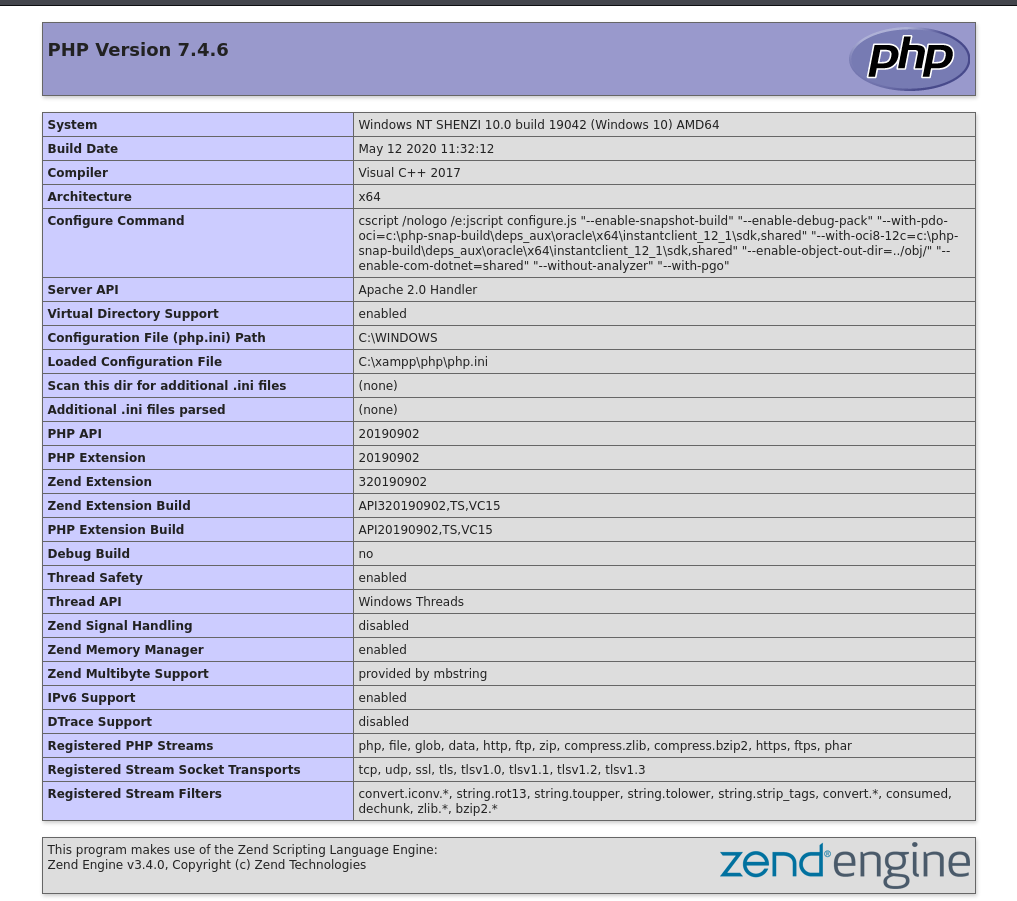 PHP Version 7.4.6
php
System Windows NT SHENZI 10.0 build 19042 (Windows 10) AMD64
Build Date May 12 2020 11:32:12
Compiler Visual C++ 2017
Architecture x64
Configure Command cscript /nologo /e:jscript configure.js "--enable-snapshot-build" "--enable-debug-pack" "--with-pdo-
oci=c:\php-snap-build\deps_aux\oracle\x64\instantclient_12_1\sdk,shared" "--with-oci8-12c=c:\php-
snap-build\deps_aux\oracle\x64\instantclient_12_1\sdk,shared" "--enable-object-out-dir=../obj/" "--
enable-com-dotnet=shared" "--without-analyzer" "--with-pgo"
Server API Apache 2.0 Handler
Virtual Directory Support enabled
Configuration File (php.ini) Path C:\WINDOWS
Loaded Configuration File C:\xampp\php\php.ini
Scan this dir for additional .ini files (none)
Additional .ini files parsed (none)
PHP API 20190902
PHP Extension 20190902
Zend Extension 320190902
Zend Extension Build API320190902,TS,VC15
PHP Extension Build API20190902,TS,VC15
Debug Build no
Thread Safety enabled
Thread API Windows Threads
Zend Signal Handling disabled
Zend Memory Manager enabled
Zend Multibyte Support provided by mbstring
IPv6 Support enabled
DTrace Support disabled
Registered PHP Streams php, file, glob, data, http, ftp, zip, compress.zlib, compress.bzip2, https, ftps, phar
Registered Stream Socket Transports tcp, udp, ssl, tls, tlsv1.0, tlsv1.1, tlsv1.2, tlsv1.3
Registered Stream Filters convert.iconv.*, string.rot13, string.toupper, string.tolower, string.strip_tags, convert.*, consumed,
dechunk, zlib.*, bzip2.*
This program makes use of the Zend Scripting Language Engine:
Zend Engine v3.4.0, Copyright (c) Zend Technologies
zend® engine